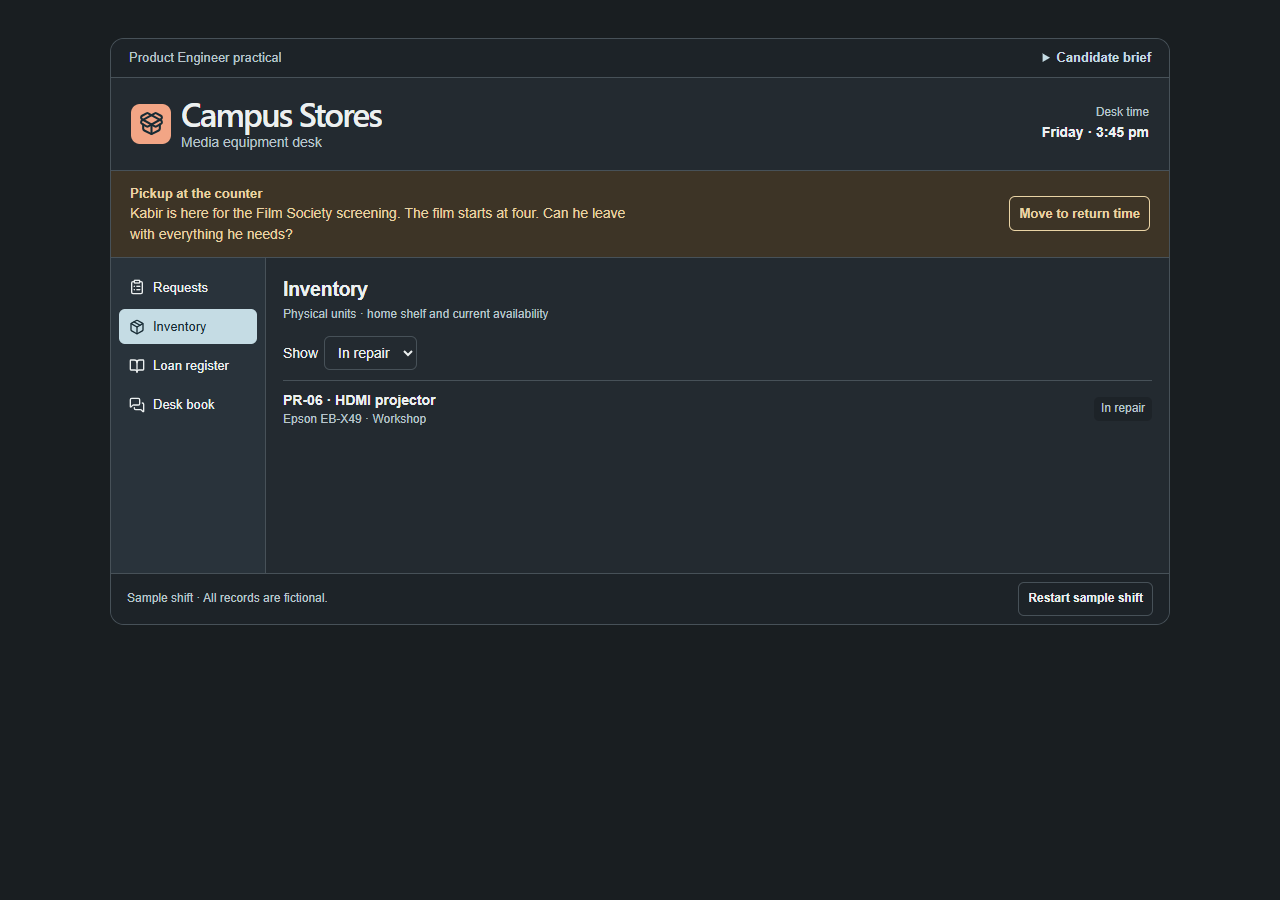 Product Engineer practical
Candidate brief
Campus Stores
Media equipment desk
Desk time
Friday · 3:45 pm
Pickup at the counter
Kabir is here for the Film Society screening. The film starts at four. Can he leave
with everything he needs?
Move to return time
Requests
Inventory
Loan register
Desk book
Inventory
Physical units · home shelf and current availability
Show
In repair
PR-06 · HDMI projector
Epson EB-X49 · Workshop
In repair
Sample shift · All records are fictional.
Restart sample shift